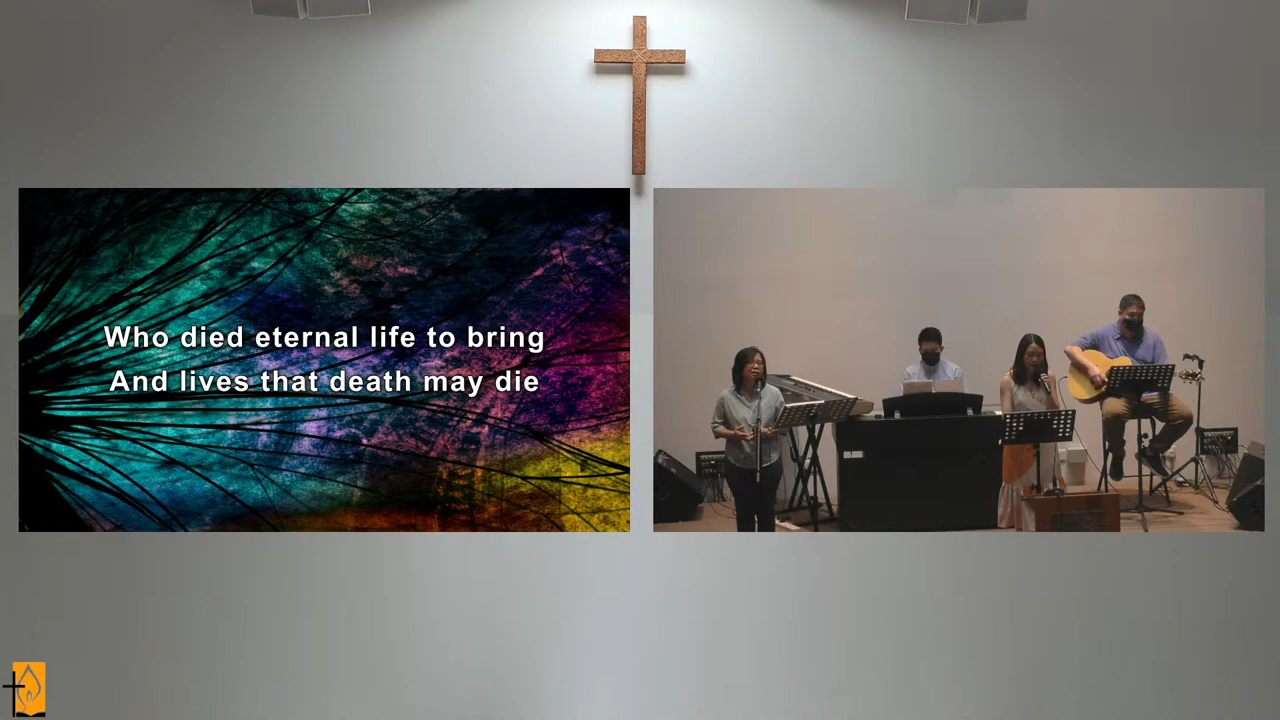 Who died eternal life to bring
And lives that death may die